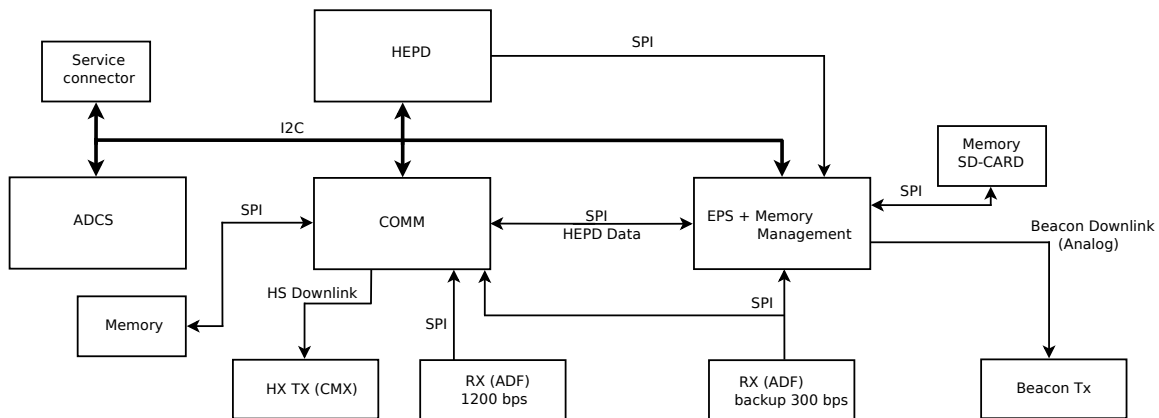 HEPD
SPI
Service
connector
I2C
Memory
SD-CARD
SPI
ADCS
SPI
COMM
SPI
HEPD Data
EPS + Memory
Management
Beacon Downlink
(Analog)
HS Downlink
Memory
SPI
SPI
HX TX (CMX)
RX (ADF)
1200 bps
RX (ADF)
backup 300 bps
Beacon Tx